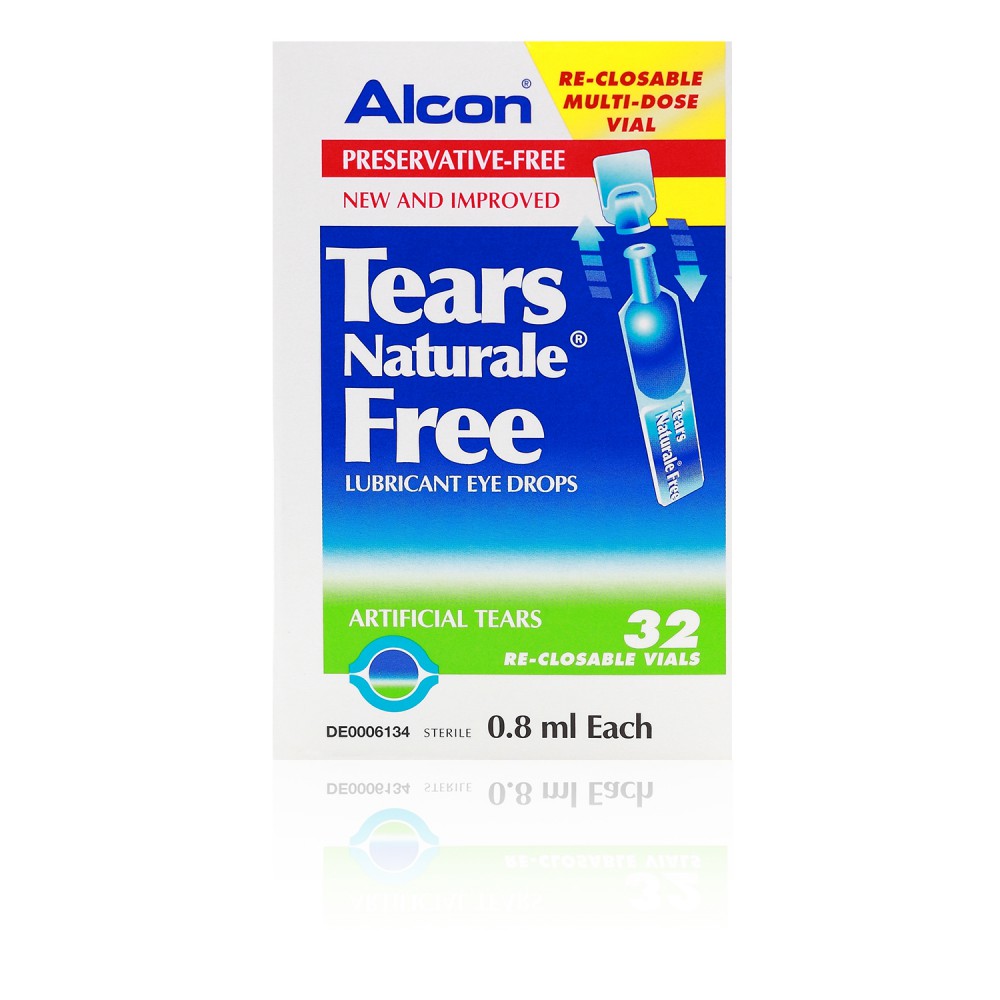 Alcon®
RE-CLOSABLE
MULTI-DOSE
VIAL
PRESERVATIVE-FREE
NEW AND IMPROVED
Tears
Naturale®
Free
LUBRICANT EYE DROPS
Tears
Naturale® Free
ARTIFICIAL TEARS
32
RE-CLOSABLE VIALS
DE0006134 STERILE 0.8 ml Each